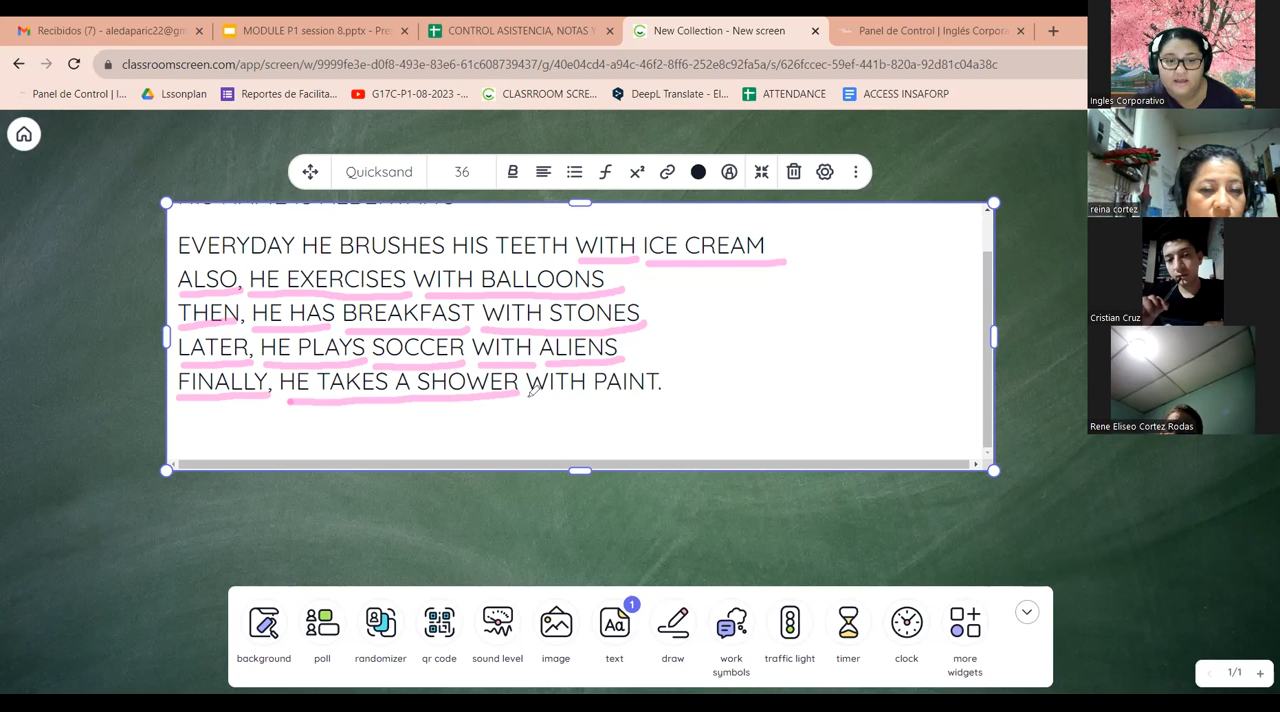 Recibidos (7) - aledaparic22@gm
MODULE P1 session 8.pptx - Pre
CONTROL ASISTENCIA, NOTAS Y
New Collection - New screen
Panel de Control | Inglés Corpora
classroomscreen.com/app/screen/w/9999fe3e-d0f8-493e-83e6-61c08739437/g/40e04cd4-a94c-46f2-8ff6-252e8c92fa5a/s/626fccec-59ef-441b-820a-92d81c04a38c
Panel de Control | I...
Lssonplan
Reportes de Facilita...
G17C-P1-08-2023 -...
CLASRROOM SCRE...
DeepL Translate - El...
ATTENDANCE
ACCESS INSAFORP
Quicksand
36
EVERYDAY HE BRUSHES HIS TEETH WITH ICE CREAM
ALSO, HE EXERCISES WITH BALLOONS
THEN, HE HAS BREAKFAST WITH STONES
LATER, HE PLAYS SOCCER WITH ALIENS
FINALLY, HE TAKES A SHOWER WITH PAINT.
Ingles Corporativo
reina cortez
Cristian Cruz
Rene Eliseo Cortez Rodas
1
background
poll
randomizer
qr code
sound level
image
text
draw
work symbols
traffic light
timer
clock
more widgets
1/1